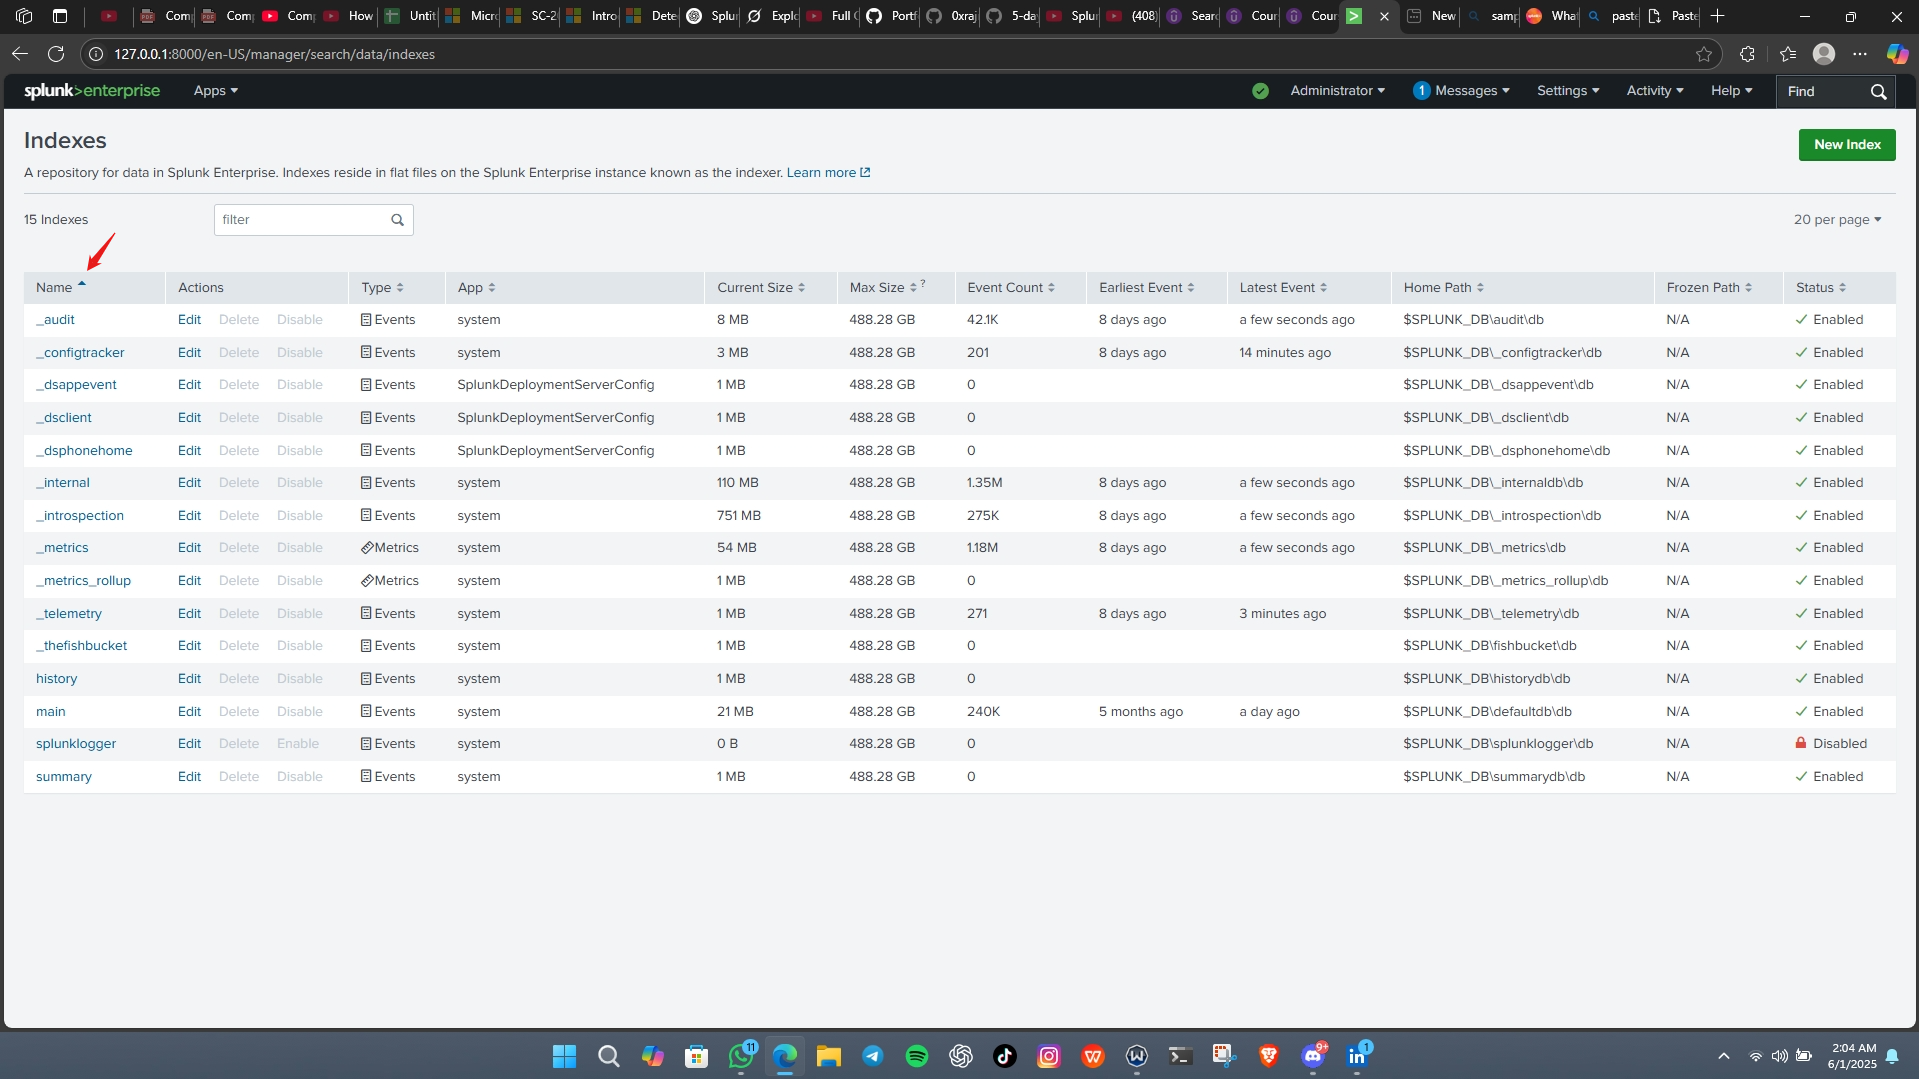 Comp
Comp
Comp
How
Untit
Micro
SC-20
Intro
Dete
Splun
Explo
Full C
Portf
0xraj
5-day
Splun
(408)
Sear
Cour
Cour
New
samp
What
paste
Paste
127.0.0.1:8000/en-US/manager/search/data/indexes
splunk>enterprise Apps Administrator 1 Messages Settings Activity Help Find
Indexes
New Index
A repository for data in Splunk Enterprise. Indexes reside in flat files on the Splunk Enterprise instance known as the indexer. Learn more
15 Indexes filter 20 per page
Name Actions Type App Current Size Max Size ? Event Count Earliest Event Latest Event Home Path Frozen Path Status
_audit Edit Delete Disable Events system 8 MB 488.28 GB 42.1K 8 days ago a few seconds ago $SPLUNK_DB\audit\db N/A Enabled
_configtracker Edit Delete Disable Events system 3 MB 488.28 GB 201 8 days ago 14 minutes ago $SPLUNK_DB\_configtracker\db N/A Enabled
_dsappevent Edit Delete Disable Events SplunkDeploymentServerConfig 1 MB 488.28 GB 0 $SPLUNK_DB\_dsappevent\db N/A Enabled
_dsclient Edit Delete Disable Events SplunkDeploymentServerConfig 1 MB 488.28 GB 0 $SPLUNK_DB\_dsclient\db N/A Enabled
_dsphonehome Edit Delete Disable Events SplunkDeploymentServerConfig 1 MB 488.28 GB 0 $SPLUNK_DB\_dsphonehome\db N/A Enabled
_internal Edit Delete Disable Events system 110 MB 488.28 GB 1.35M 8 days ago a few seconds ago $SPLUNK_DB\_internaldb\db N/A Enabled
_introspection Edit Delete Disable Events system 751 MB 488.28 GB 275K 8 days ago a few seconds ago $SPLUNK_DB\_introspection\db N/A Enabled
_metrics Edit Delete Disable Metrics system 54 MB 488.28 GB 1.18M 8 days ago a few seconds ago $SPLUNK_DB\_metrics\db N/A Enabled
_metrics_rollup Edit Delete Disable Metrics system 1 MB 488.28 GB 0 $SPLUNK_DB\_metrics_rollup\db N/A Enabled
_telemetry Edit Delete Disable Events system 1 MB 488.28 GB 271 8 days ago 3 minutes ago $SPLUNK_DB\_telemetry\db N/A Enabled
_thefishbucket Edit Delete Disable Events system 1 MB 488.28 GB 0 $SPLUNK_DB\fishbucket\db N/A Enabled
history Edit Delete Disable Events system 1 MB 488.28 GB 0 $SPLUNK_DB\historydb\db N/A Enabled
main Edit Delete Disable Events system 21 MB 488.28 GB 240K 5 months ago a day ago $SPLUNK_DB\defaultdb\db N/A Enabled
splunklogger Edit Delete Enable Events system 0 B 488.28 GB 0 $SPLUNK_DB\splunklogger\db N/A Disabled
summary Edit Delete Disable Events system 1 MB 488.28 GB 0 $SPLUNK_DB\summarydb\db N/A Enabled
11 9+ 1
2:04 AM
6/1/2025